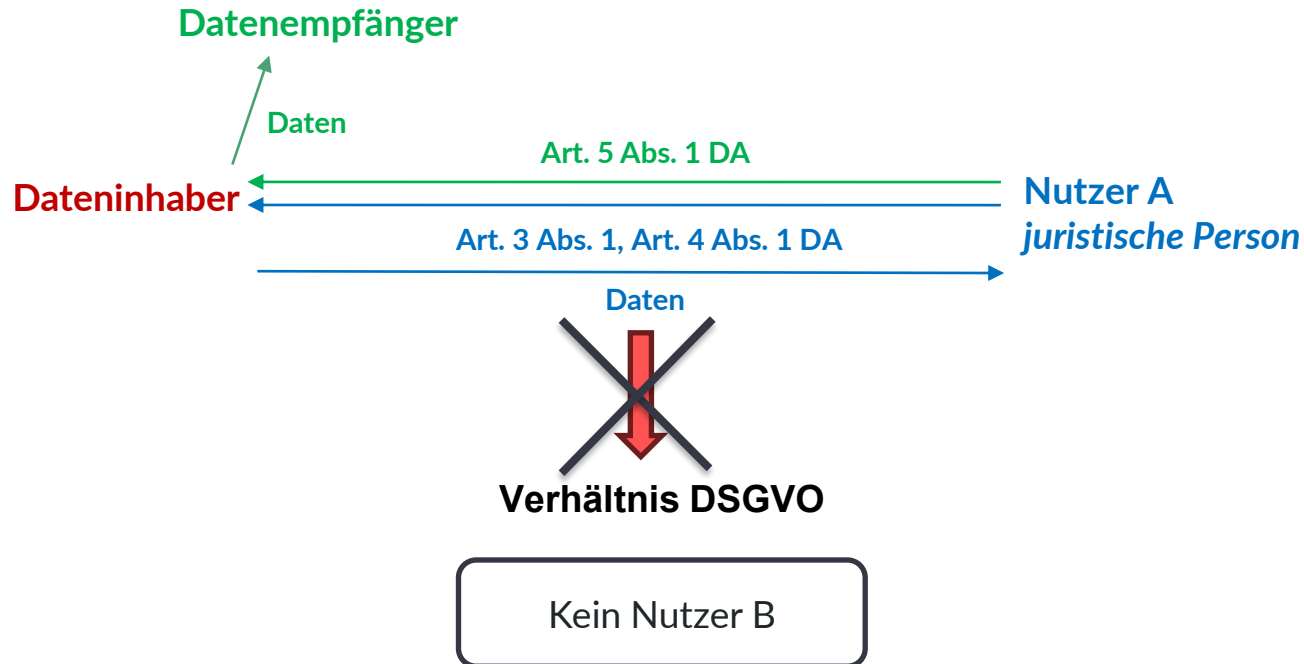 Datenempfänger
Daten
Art. 5 Abs. 1 DA
Dateninhaber
Nutzer A
juristische Person
Art. 3 Abs. 1, Art. 4 Abs. 1 DA
Daten
Verhältnis DSGVO
Kein Nutzer B